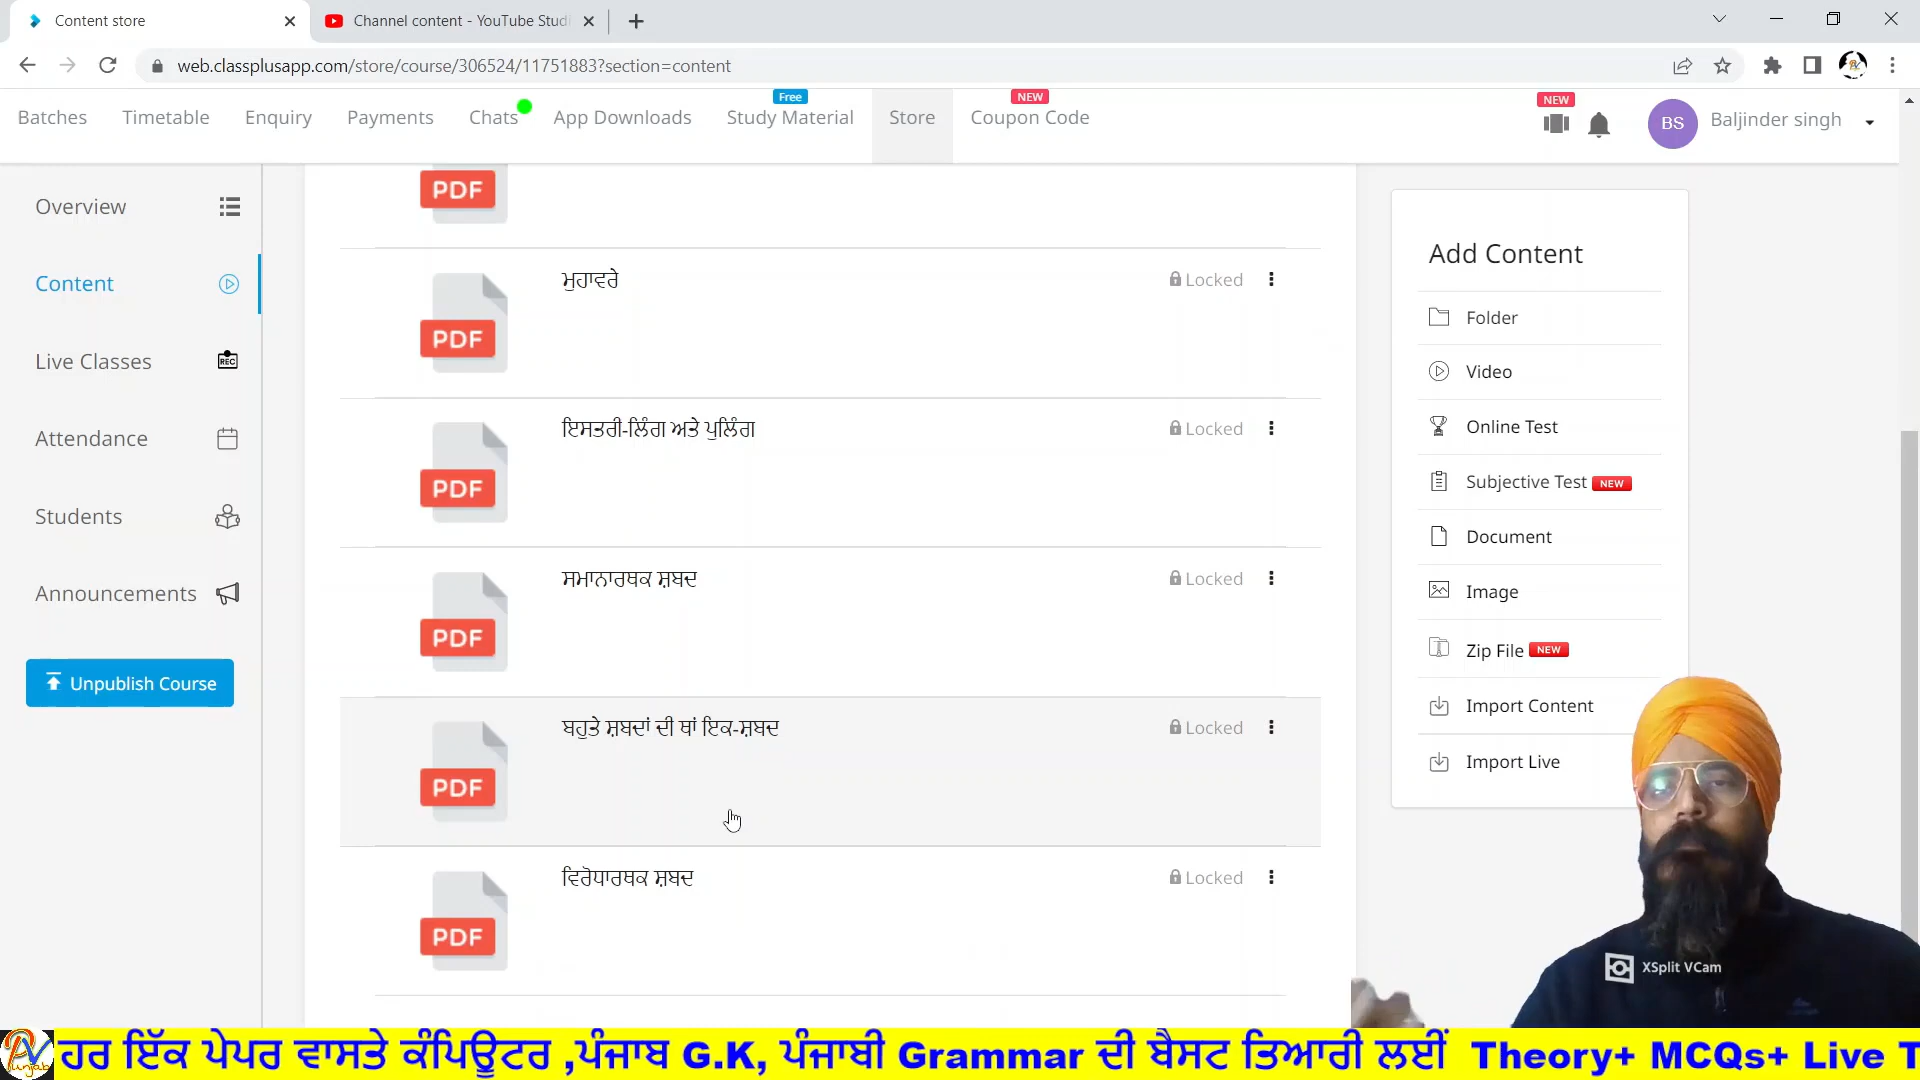 Content store
Channel content - YouTube Studi
web.classplusapp.com/store/course/306524/11751883?section=content
Batches
Timetable
Enquiry
Payments
Chats
App Downloads
Free
Study Material
Store
NEW
Coupon Code
NEW
BS
Baljinder singh
Overview
Content
Live Classes
REC
Attendance
Students
Announcements
Unpublish Course
PDF
ਮੁਹਾਵਰੇ
Locked
PDF
ਇਸਤਰੀ-ਲਿੰਗ ਅਤੇ ਪੁਲਿੰਗ
Locked
PDF
ਸਮਾਨਾਰਥਕ ਸ਼ਬਦ
Locked
PDF
ਬਹੁਤੇ ਸ਼ਬਦਾਂ ਦੀ ਥਾਂ ਇਕ-ਸ਼ਬਦ
Locked
PDF
ਵਿਰੋਧਾਰਥਕ ਸ਼ਬਦ
Locked
PDF
Add Content
Folder
Video
Online Test
Subjective Test NEW
Document
Image
Zip File NEW
Import Content
Import Live
XSplit VCam
Punjab
ਹਰ ਇੱਕ ਪੇਪਰ ਵਾਸਤੇ ਕੰਪਿਊਟਰ ,ਪੰਜਾਬ G.K, ਪੰਜਾਬੀ Grammar ਦੀ ਬੈਸਟ ਤਿਆਰੀ ਲਈਂ Theory+ MCQs+ Live T